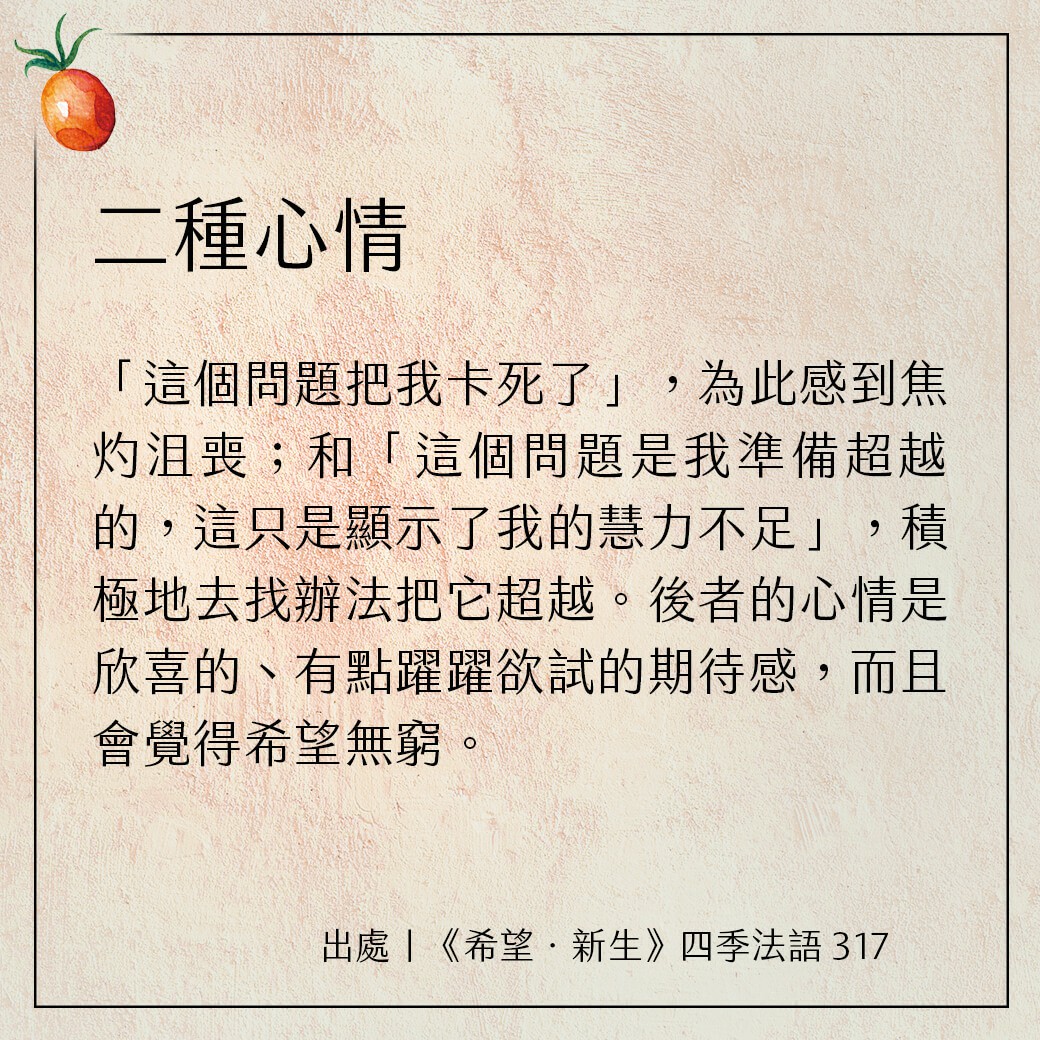 二種心情
「這個問題把我卡死了」，為此感到焦
灼沮喪；和「這個問題是我準備超越
的，這只是顯示了我的慧力不足」，積
極地去找辦法把它超越。後者的心情是
欣喜的、有點躍躍欲試的期待感，而且
會覺得希望無窮。
出處｜《希望．新生》四季法語 317